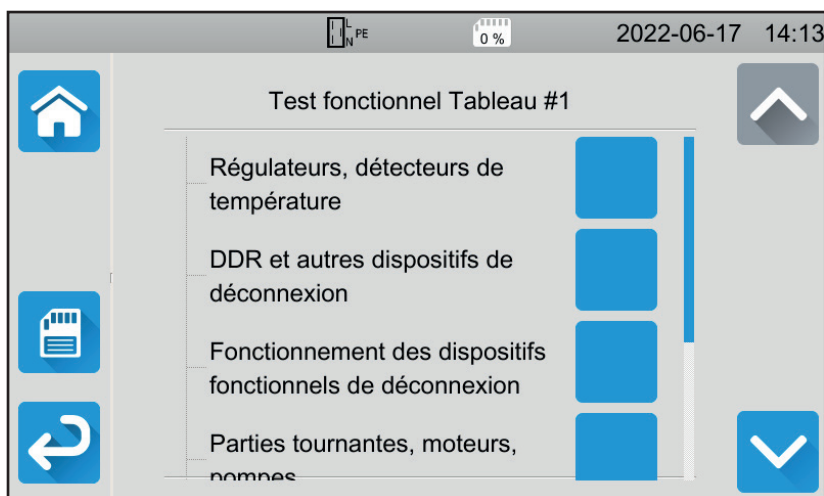 L
N PE
0 %
2022-06-17 14:13
Test fonctionnel Tableau #1
Régulateurs, détecteurs de
température
DDR et autres dispositifs de
déconnexion
Fonctionnement des dispositifs
fonctionnels de déconnexion
Parties tournantes, moteurs,
pompes